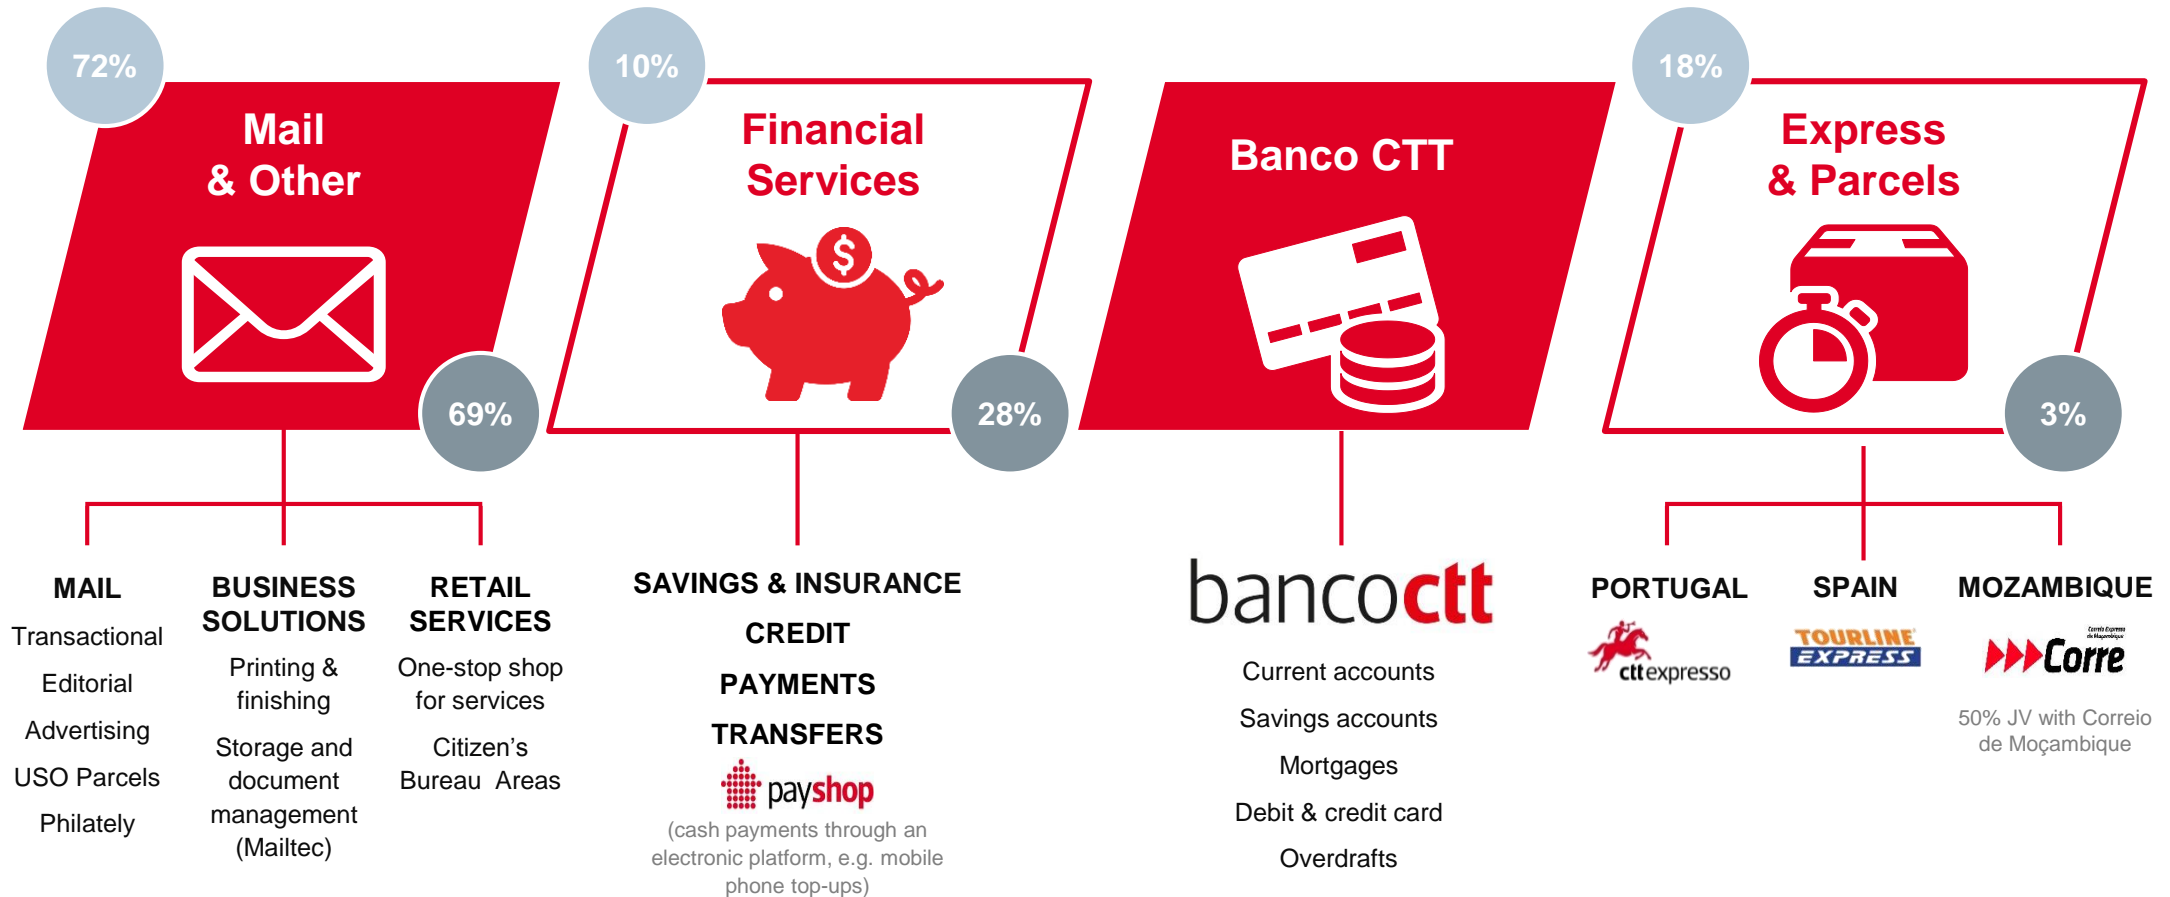 72%
Mail
& Other
69%
10%
Financial
Services
$
28%
Banco CTT
18%
Express
& Parcels
3%
MAIL
Transactional
Editorial
Advertising
USO Parcels
Philately
BUSINESS
SOLUTIONS
Printing &
finishing
Storage and
document
management
(Mailtec)
RETAIL
SERVICES
One-stop shop
for services
Citizen's
Bureau Areas
SAVINGS & INSURANCE
CREDIT
PAYMENTS
TRANSFERS
payshop
(cash payments through an
electronic platform, e.g. mobile
phone top-ups)
bancoctt
Current accounts
Savings accounts
Mortgages
Debit & credit card
Overdrafts
PORTUGAL
cttexpresso
SPAIN
TOURLINE
EXPRESS
MOZAMBIQUE
Correio Expresso
de Moçambique
Corre
50% JV with Correio
de Moçambique